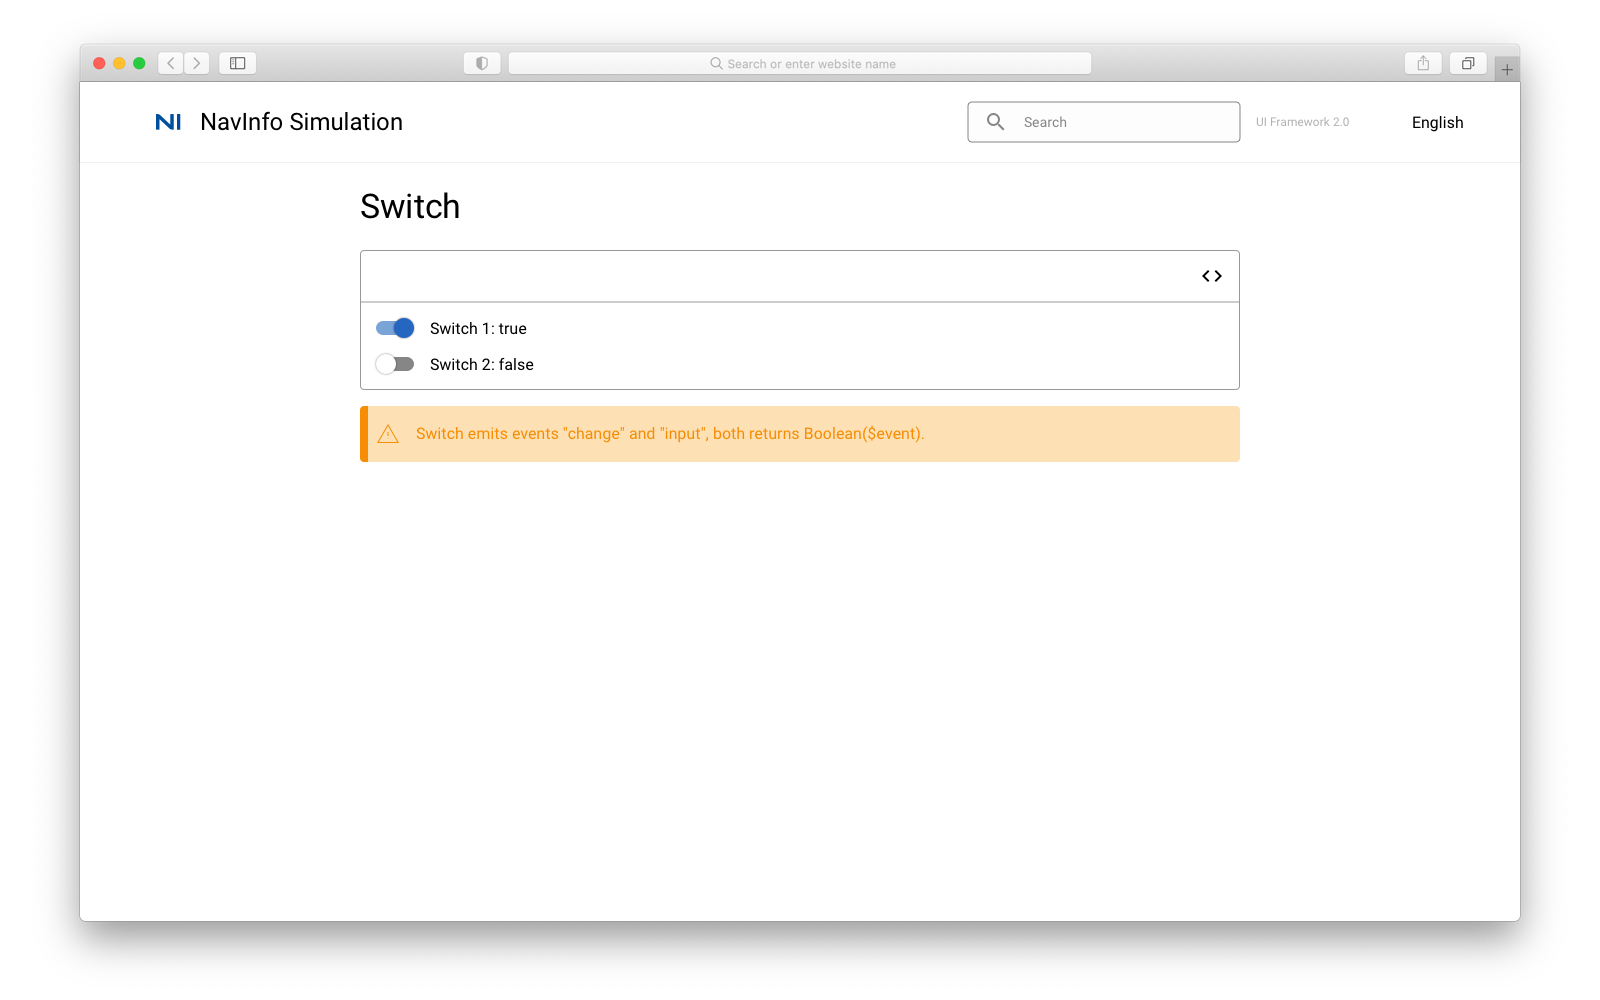 Search or enter website name
NI NavInfo Simulation
Search
UI Framework 2.0
English
Switch
Switch 1: true
Switch 2: false
Switch emits events "change" and "input", both returns Boolean($event).